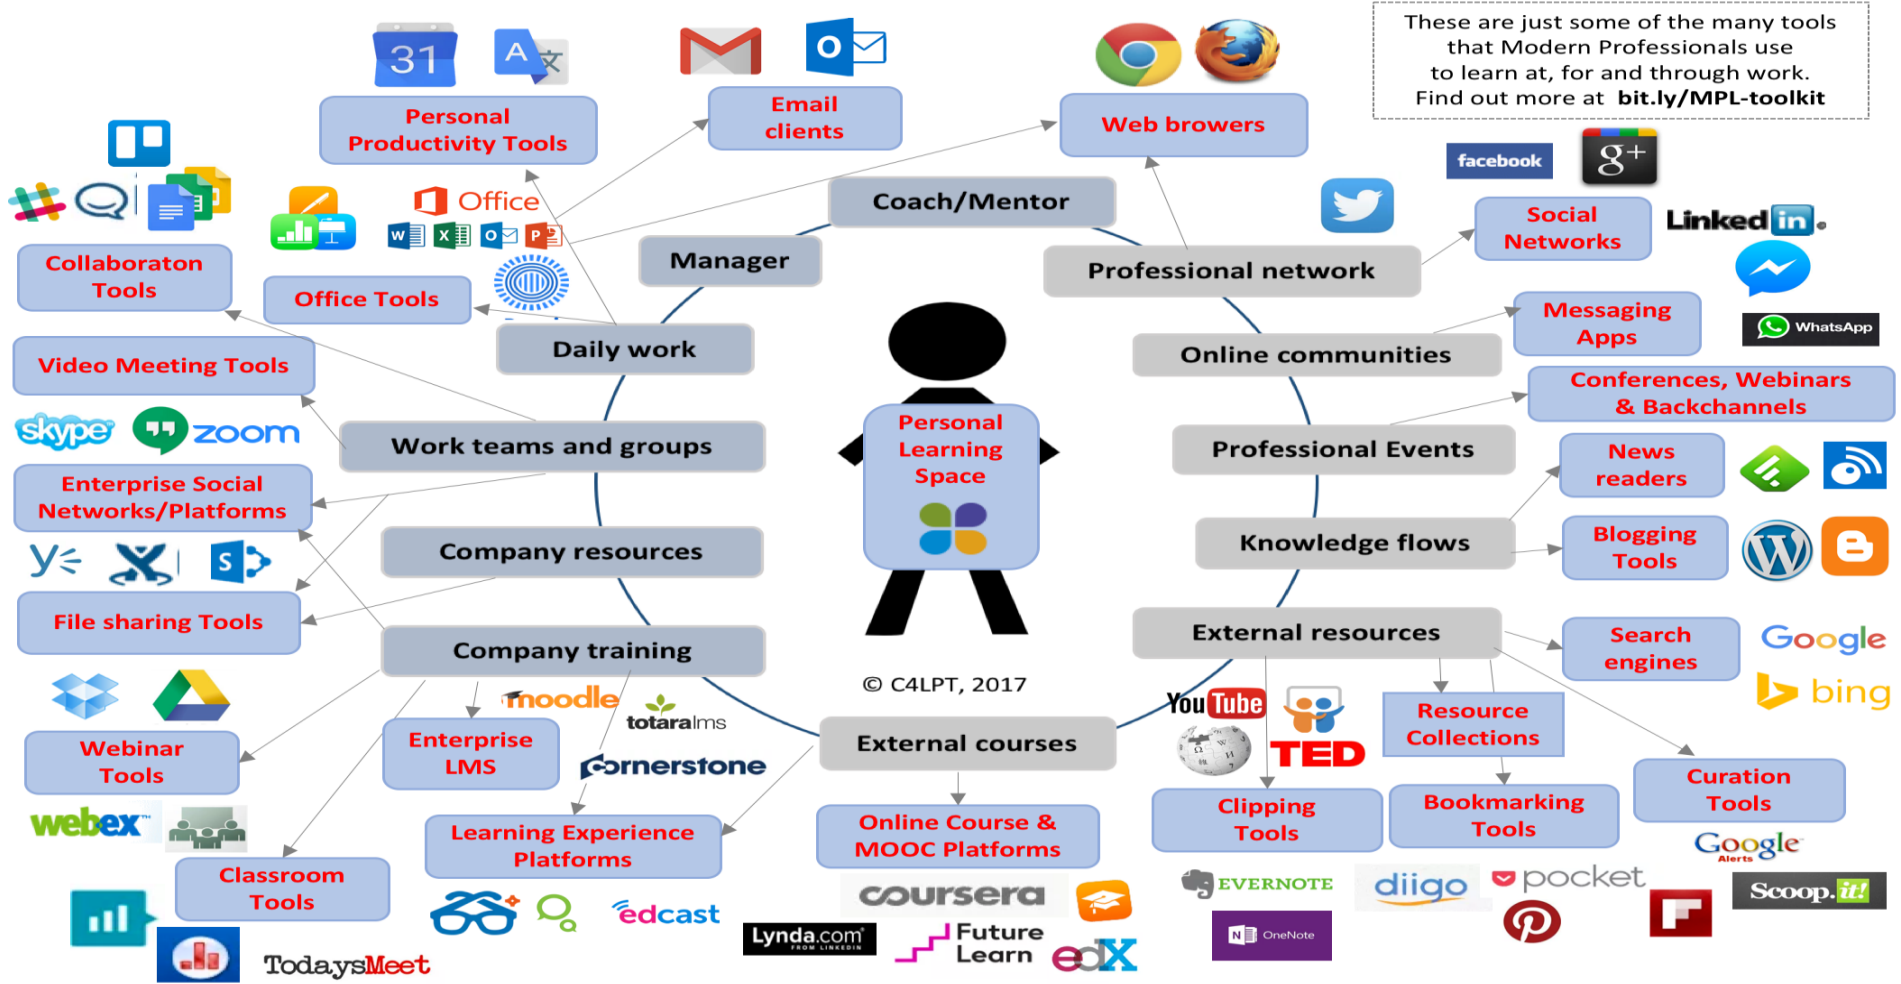 These are just some of the many tools
that Modern Professionals use
to learn at, for and through work.
Find out more at bit.ly/MPL-toolkit
31
A
文
Personal
Productivity Tools
Email
clients
Web browers
Coach/Mentor
Manager
Professional network
facebook
g+
Social
Networks
Linked in
Office
Collaboraton
Tools
Office Tools
Daily work
Messaging
Apps
WhatsApp
Online communities
Video Meeting Tools
Conferences, Webinars
& Backchannels
skype
zoom
Work teams and groups
Personal
Learning
Space
Professional Events
News
readers
Enterprise Social
Networks/Platforms
Company resources
Knowledge flows
Blogging
Tools
File sharing Tools
Company training
External resources
Search
engines
Google
bing
© C4LPT, 2017
moodle
totaralms
Webinar
Tools
Enterprise
LMS
Cornerstone
External courses
YouTube
TED
Resource
Collections
Curation
Tools
webex™
Learning Experience
Platforms
Online Course &
MOOC Platforms
Clipping
Tools
Bookmarking
Tools
Google
Alerts
Classroom
Tools
edcast
coursera
EVERNOTE
diigo
pocket
Scoop.it!
TodaysMeet
Lynda.com
FROM LINKEDIN
Future
Learn
edX
OneNote